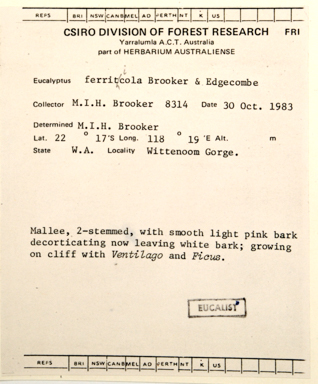 REFS BRI NSW CANB MEL AD PERTH NT K US
CSIRO DIVISION OF FOREST RESEARCH FRI
Yarralumla A.C.T. Australia
part of HERBARIUM AUSTRALIENSE
Eucalyptus ferriticola Brooker & Edgecombe
Collector M.I.H. Brooker 8314 Date 30 Oct. 1983
Determined M.I.H. Brooker
Lat. 22 ° 17'S Long. 118 ° 19 'E Alt. m
State W.A. Locality Wittenoom Gorge.
Mallee, 2-stemmed, with smooth light pink bark
decorticating now leaving white bark; growing
on cliff with Ventilago and Ficus.
EUCALIST
REFS BRI NSW CANB MEL AD PERTH NT K US